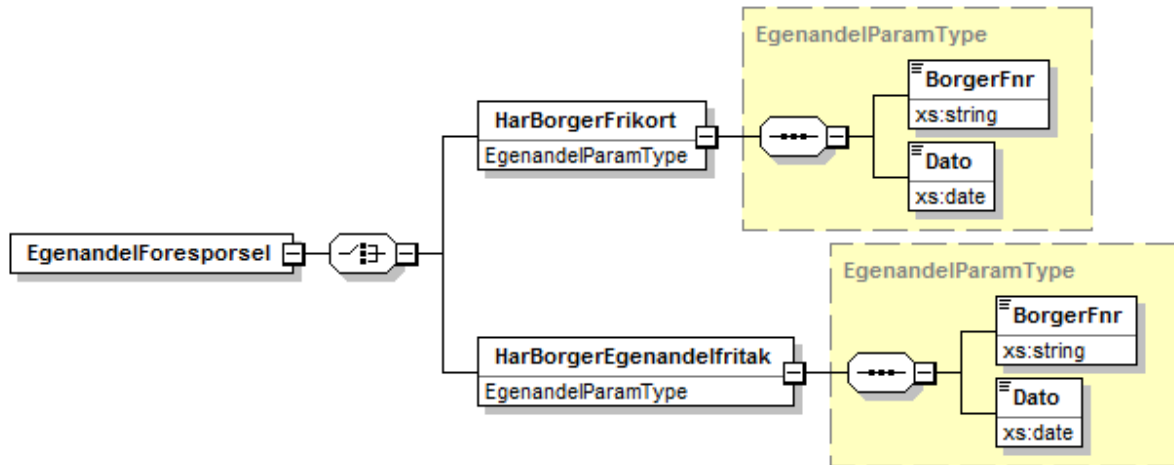 EgenandelParamType
BorgerFnr
xs:string
HarBorgerFrikort
EgenandelParamType
Dato
xs:date
EgenandelForesporsel
EgenandelParamType
BorgerFnr
xs:string
HarBorgerEgenandelfritak
EgenandelParamType
Dato
xs:date